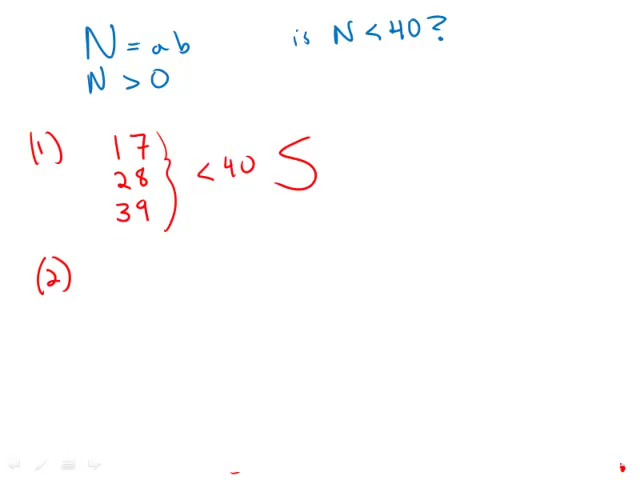 N = ab is N < 40?
N > 0
(1) 17
28 < 40 S
39
(2)